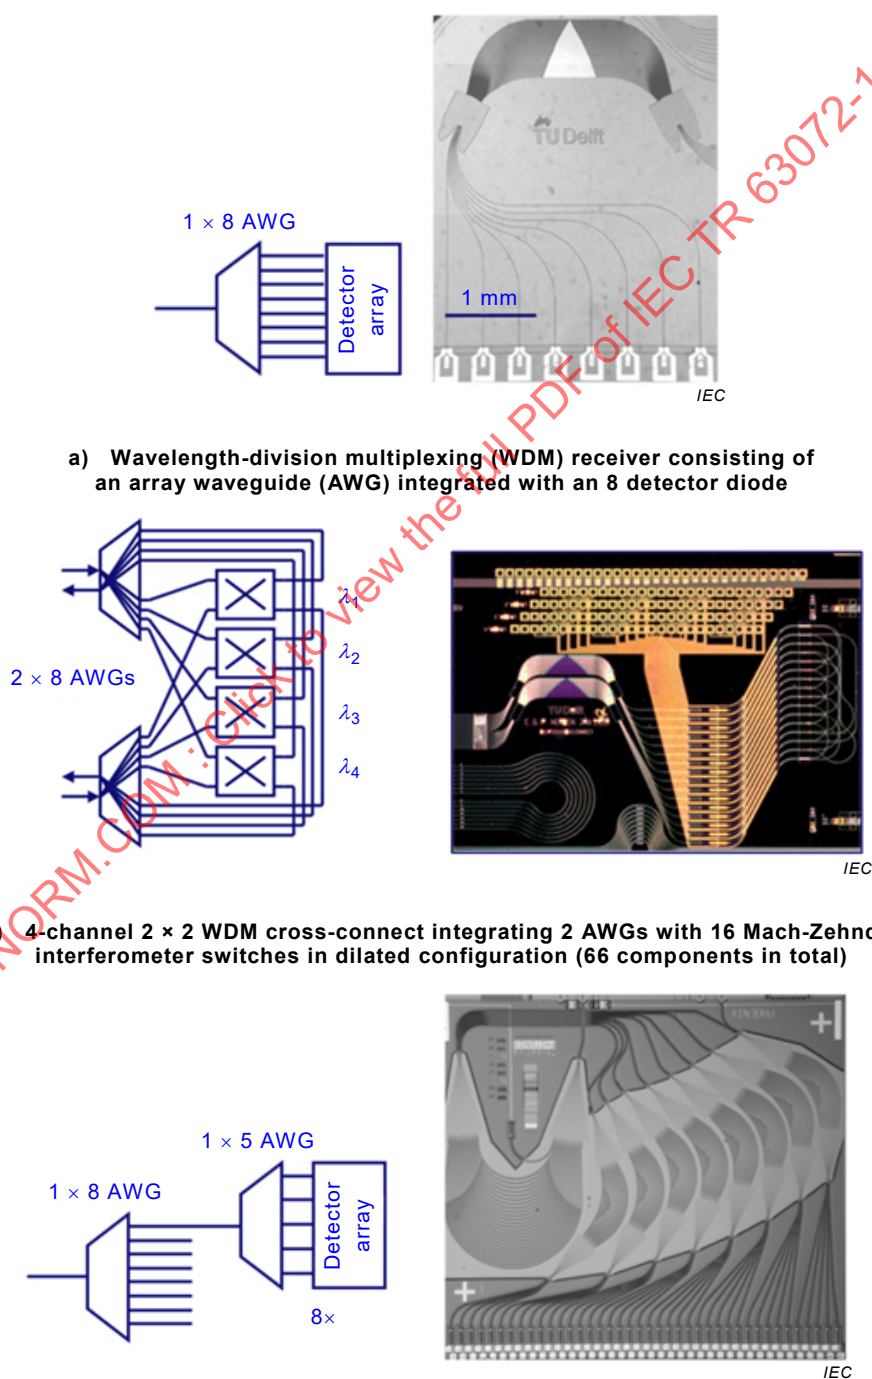 1 × 8 AWG
Detector
array
TU Delft
1 mm
IEC
a) Wavelength-division multiplexing (WDM) receiver consisting of
an array waveguide (AWG) integrated with an 8 detector diode
2 × 8 AWGs
λ1
λ2
λ3
λ4
IEC
4-channel 2 × 2 WDM cross-connect integrating 2 AWGs with 16 Mach-Zehnd
interferometer switches in dilated configuration (66 components in total)
1 × 8 AWG
1 × 5 AWG
Detector
array
8×
IEC
NORM.COM : Click to view the full PDF of IEC TR 63072-1